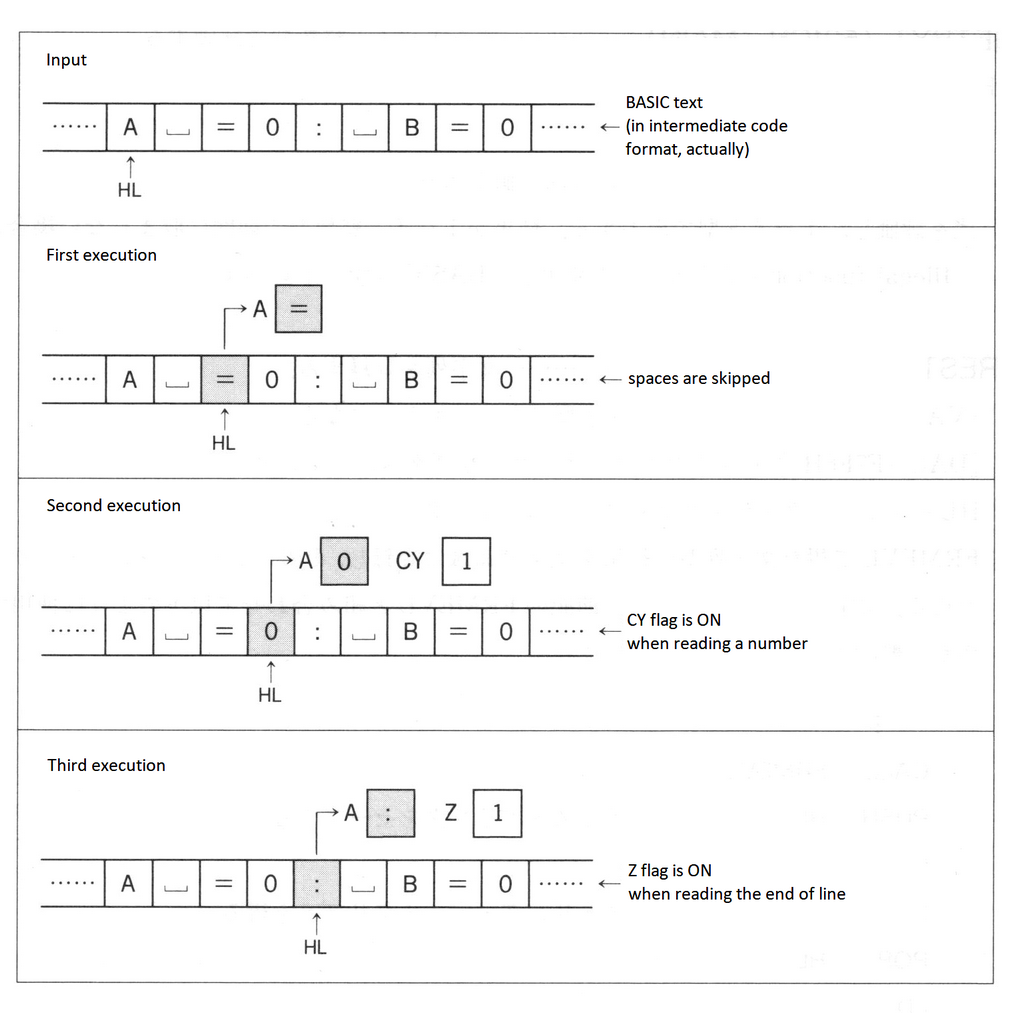 Input
BASIC text
(in intermediate code
format, actually)
…… A ⎵ = 0 : ⎵ B = 0 ……
HL
First execution
A =
…… A ⎵ = 0 : ⎵ B = 0 ……
spaces are skipped
HL
Second execution
A 0 CY 1
…… A ⎵ = 0 : ⎵ B = 0 ……
CY flag is ON
when reading a number
HL
Third execution
A : Z 1
…… A ⎵ = 0 : ⎵ B = 0 ……
Z flag is ON
when reading the end of line
HL